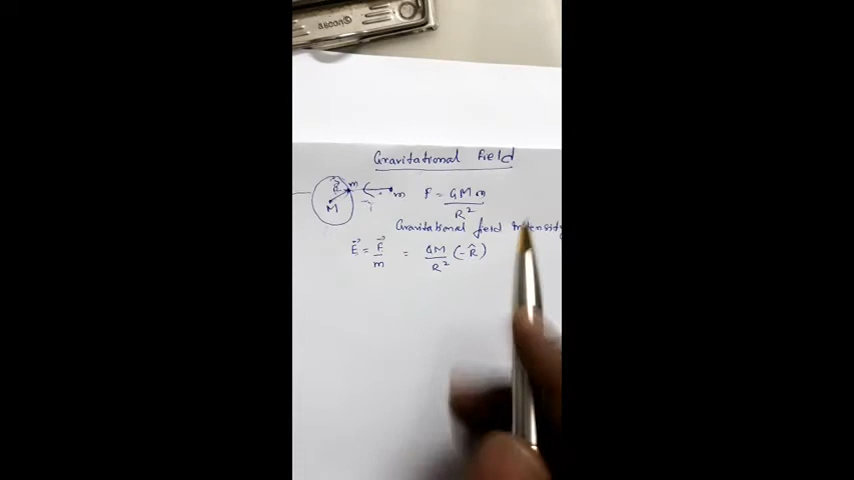 Gravitational Field
R m
M
m
F = GMm
R²
Gravitational field Intensity
E⃗ = F⃗/m = GM/R² (-R̂)